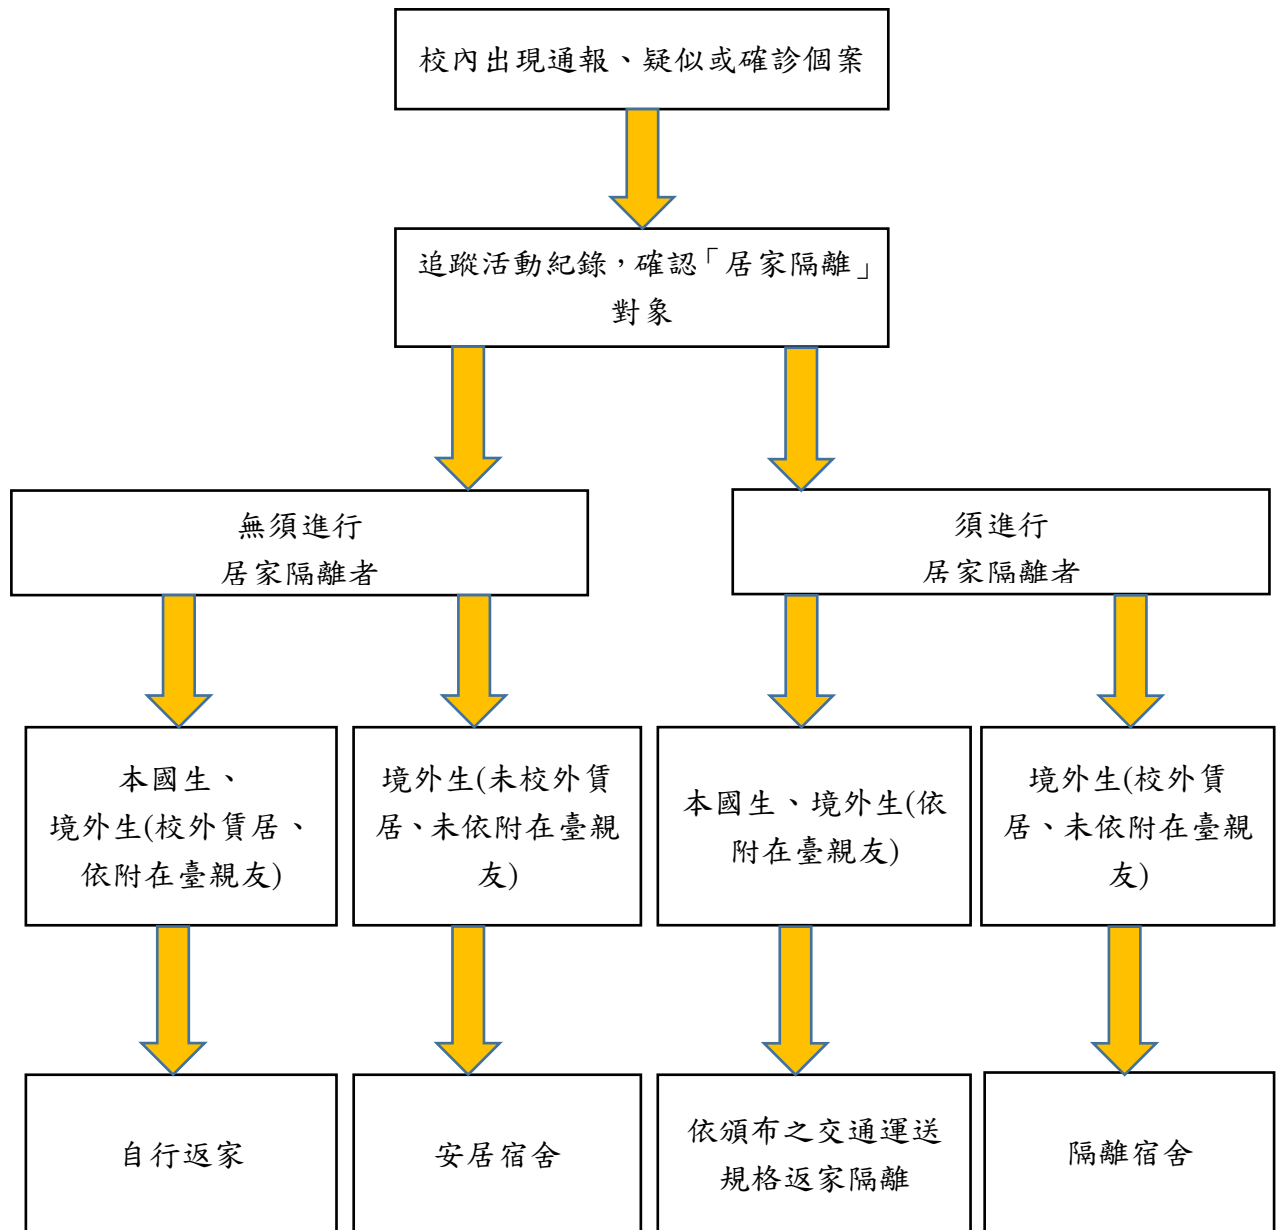 校內出現通報、疑似或確診個案
追蹤活動紀錄，確認「居家隔離」
對象
無須進行
居家隔離者
須進行
居家隔離者
本國生、
境外生(校外賃居、
依附在臺親友)
境外生(未校外賃
居、未依附在臺親
友)
本國生、境外生(依
附在臺親友)
境外生(校外賃
居、未依附在臺親
友)
自行返家
安居宿舍
依頒布之交通運送
規格返家隔離
隔離宿舍